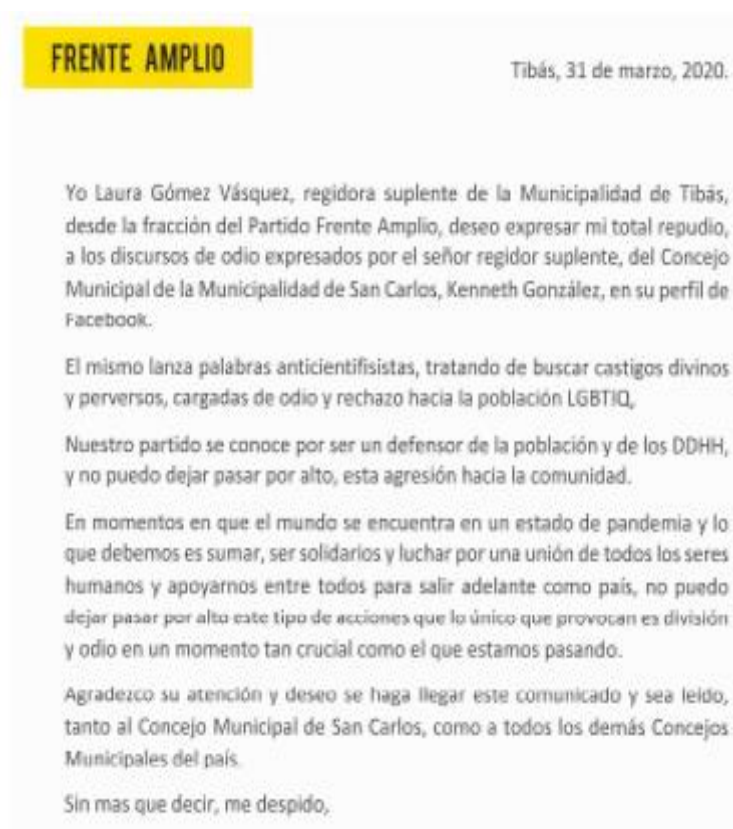 FRENTE AMPLIO
Tibás, 31 de marzo, 2020.
Yo Laura Gómez Vásquez, regidora suplente de la Municipalidad de Tibás,
desde la fracción del Partido Frente Amplio, deseo expresar mi total repudio,
a los discursos de odio expresados por el señor regidor suplente, del Concejo
Municipal de la Municipalidad de San Carlos, Kenneth González, en su perfil de
Facebook.
El mismo lanza palabras anticientifisistas, tratando de buscar castigos divinos
y perversos, cargadas de odio y rechazo hacia la población LGBTIQ,
Nuestro partido se conoce por ser un defensor de la población y de los DDHH,
y no puedo dejar pasar por alto, esta agresión hacia la comunidad.
En momentos en que el mundo se encuentra en un estado de pandemia y lo
que debemos es sumar, ser solidarios y luchar por una unión de todos los seres
humanos y apoyarnos entre todos para salir adelante como país, no puedo
dejar pasar por alto este tipo de acciones que lo único que provocan es división
y odio en un momento tan crucial como el que estamos pasando.
Agradezco su atención y deseo se haga llegar este comunicado y sea leído,
tanto al Concejo Municipal de San Carlos, como a todos los demás Concejos
Municipales del país.
Sin mas que decir, me despido,